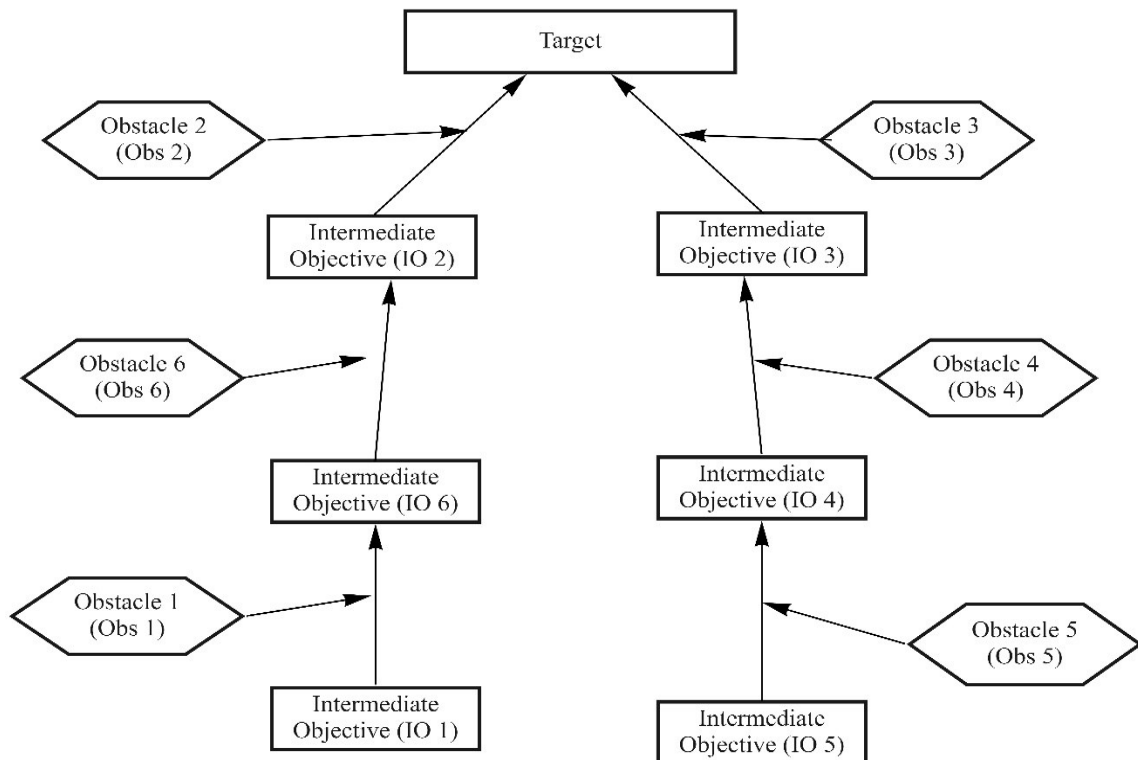 Target
Obstacle 2
(Obs 2)
Obstacle 3
(Obs 3)
Intermediate
Objective (IO 2)
Intermediate
Objective (IO 3)
Obstacle 6
(Obs 6)
Obstacle 4
(Obs 4)
Intermediate
Objective (IO 6)
Intermediate
Objective (IO 4)
Obstacle 1
(Obs 1)
Obstacle 5
(Obs 5)
Intermediate
Objective (IO 1)
Intermediate
Objective (IO 5)